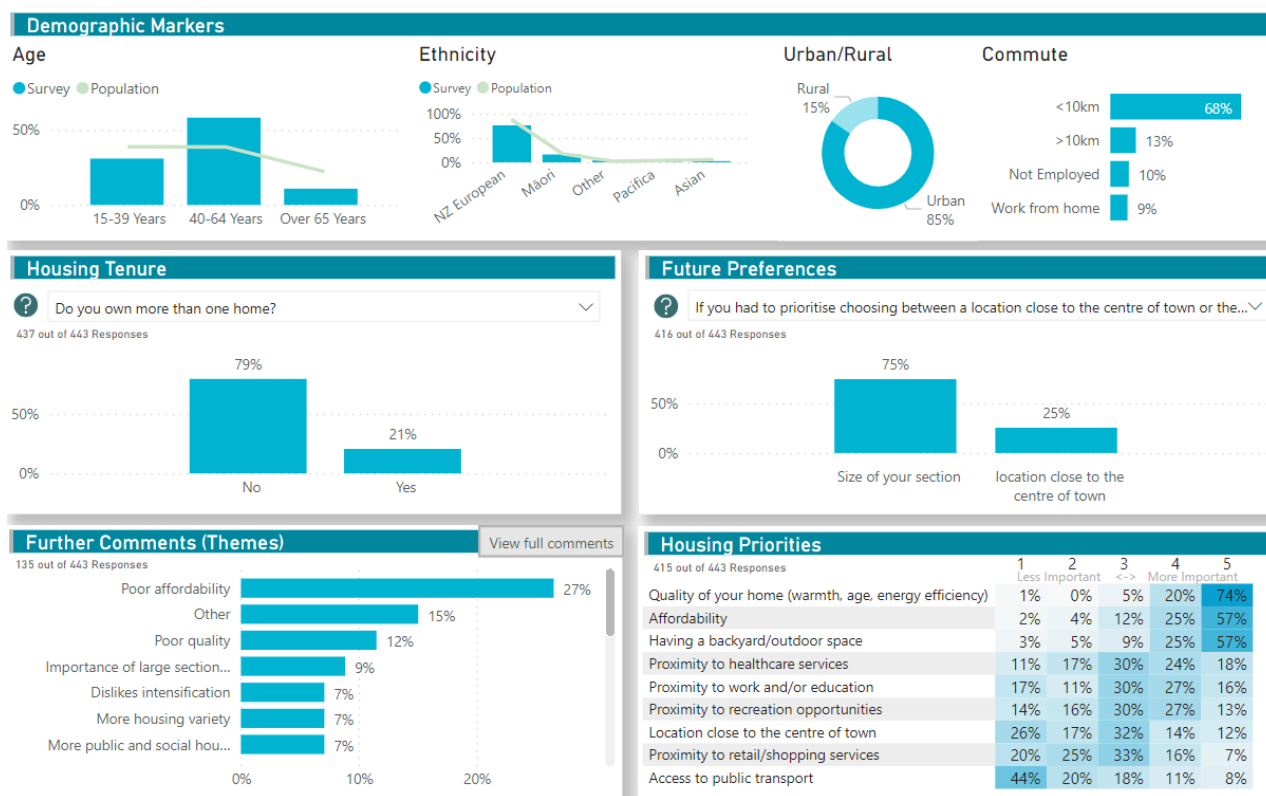 Demographic Markers
Age
Survey Population
50%
0%
15-39 Years 40-64 Years Over 65 Years
Ethnicity
Survey Population
100%
50%
0%
NZ European Māori Other Pacifica Asian
Urban/Rural
Rural
15%
Urban
85%
Commute
<10km 68%
>10km 13%
Not Employed 10%
Work from home 9%
Housing Tenure
? Do you own more than one home?
437 out of 443 Responses
79%
50%
21%
0%
No Yes
Future Preferences
? If you had to prioritise choosing between a location close to the centre of town or the...
416 out of 443 Responses
75%
50%
25%
0%
Size of your section location close to the
centre of town
Further Comments (Themes) View full comments
135 out of 443 Responses
Poor affordability 27%
Other 15%
Poor quality 12%
Importance of large section... 9%
Dislikes intensification 7%
More housing variety 7%
More public and social hou... 7%
0% 10% 20%
Housing Priorities
415 out of 443 Responses
1 2 3 4 5
Less Important <-> More Important
Quality of your home (warmth, age, energy efficiency) 1% 0% 5% 20% 74%
Affordability 2% 4% 12% 25% 57%
Having a backyard/outdoor space 3% 5% 9% 25% 57%
Proximity to healthcare services 11% 17% 30% 24% 18%
Proximity to work and/or education 17% 11% 30% 27% 16%
Proximity to recreation opportunities 14% 16% 30% 27% 13%
Location close to the centre of town 26% 17% 32% 14% 12%
Proximity to retail/shopping services 20% 25% 33% 16% 7%
Access to public transport 44% 20% 18% 11% 8%